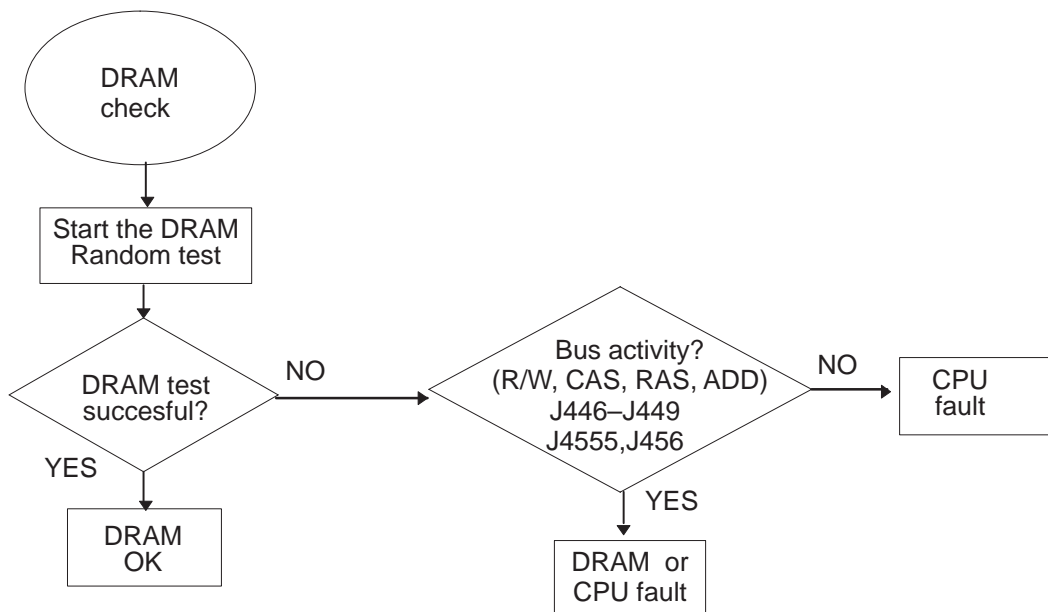 DRAM
check
Start the DRAM
Random test
DRAM test
succesful?
NO
YES
DRAM
OK
Bus activity?
(R/W, CAS, RAS, ADD)
J446–J449
J4555,J456
NO
CPU
fault
YES
DRAM or
CPU fault